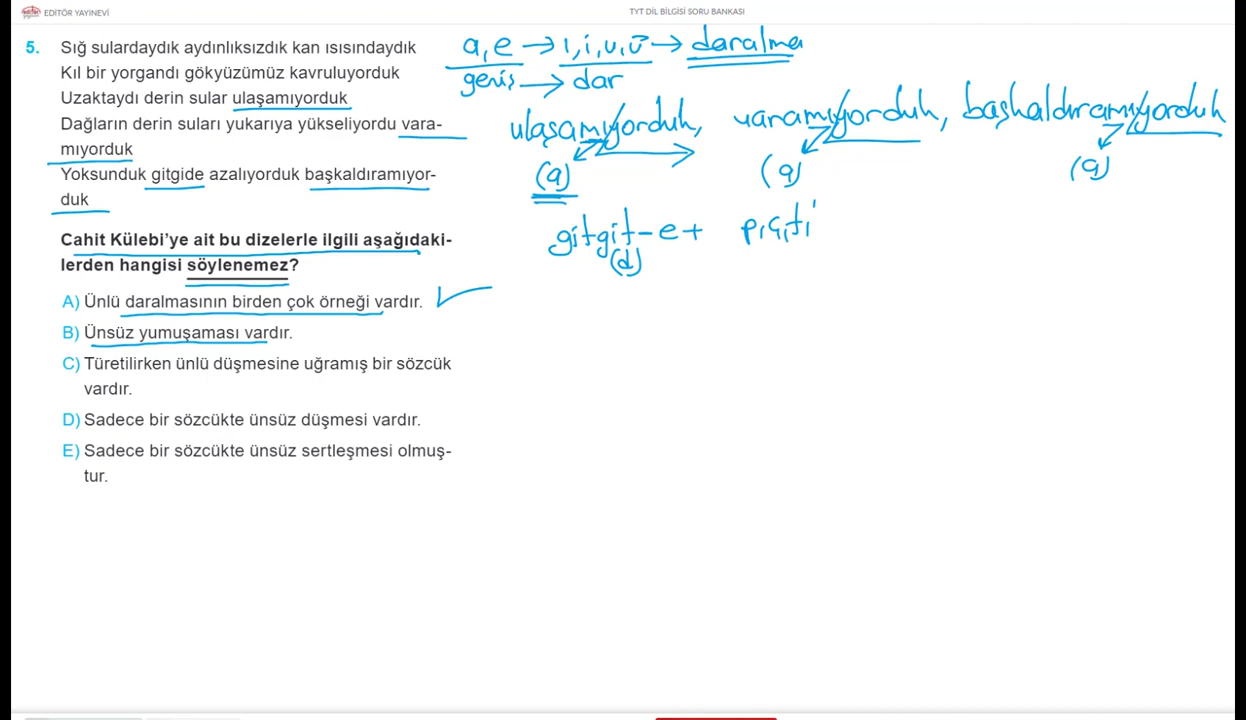 EDİTÖR YAYINEVİ
TYT DİL BİLGİSİ SORU BANKASI
5. Sığ sulardaydık aydınlıksızdık kan ısısındaydık
Kıl bir yorgandı gökyüzümüz kavruluyorduk
Uzaktaydı derin sular ulaşamıyorduk
Dağların derin suları yukarıya yükseliyordu vara-
mıyorduk
Yoksunduk gitgide azalıyorduk başkaldıramıyor-
duk
Cahit Külebi’ye ait bu dizelerle ilgili aşağıdaki-
lerden hangisi söylenemez?
A) Ünlü daralmasının birden çok örneği vardır.
B) Ünsüz yumuşaması vardır.
C) Türetilirken ünlü düşmesine uğramış bir sözcük
vardır.
D) Sadece bir sözcükte ünsüz düşmesi vardır.
E) Sadece bir sözcükte ünsüz sertleşmesi olmuş-
tur.
a, e → ı, i, u, ü → daralma
geniş → dar
ulaşamıyorduk, varamıyorduk, başkaldıramıyorduk
(a) (a) (a)
gitgit-e+ p,ç,t,
(d)